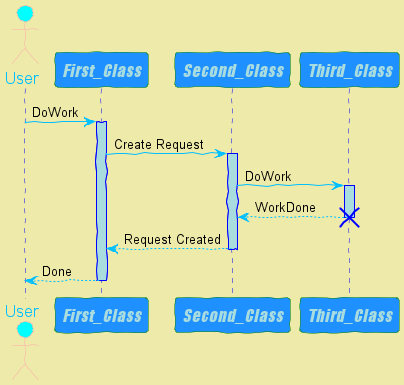 User
First_Class
Second_Class
Third_Class
DoWork
Create Request
DoWork
WorkDone
Request Created
Done
User
First_Class
Second_Class
Third_Class